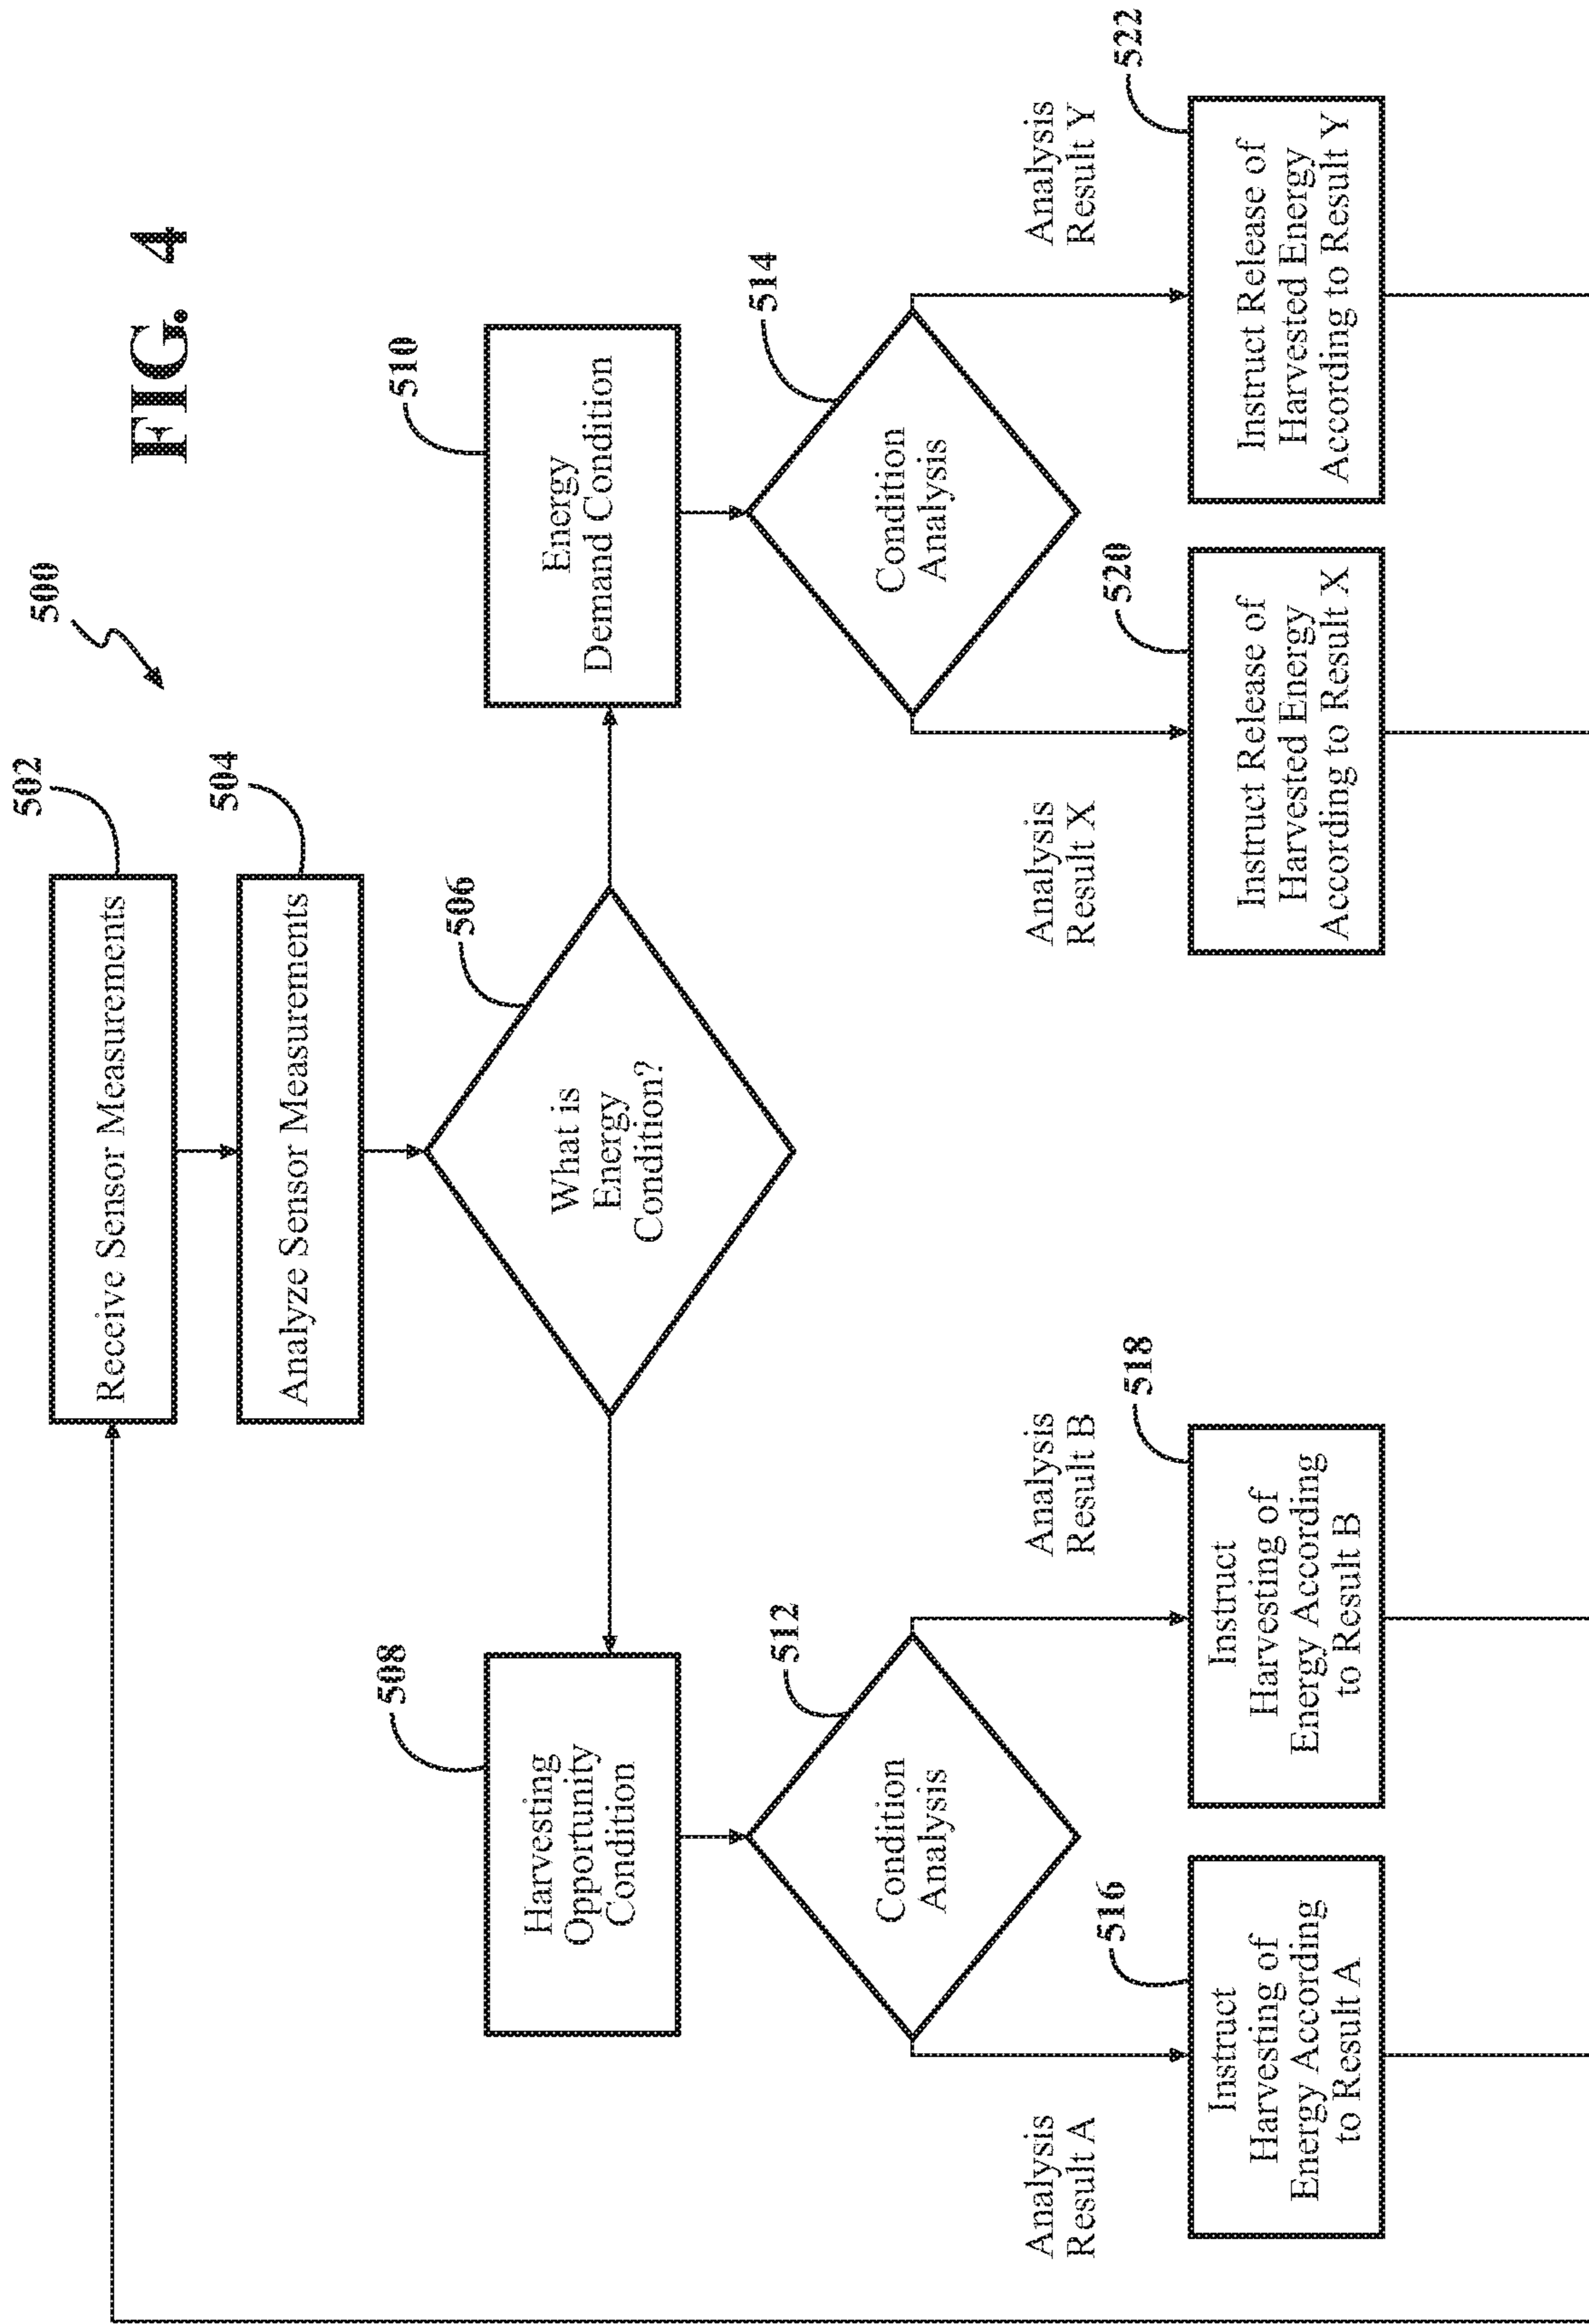 FIG. 4
500
502
Receive Sensor Measurements
504
Analyze Sensor Measurements
506
What is
Energy
Condition?
508
Harvesting
Opportunity
Condition
510
Energy
Demand Condition
512
Condition
Analysis
514
Condition
Analysis
Analysis
Result A
Analysis
Result B
Analysis
Result X
Analysis
Result Y
516
Instruct
Harvesting of
Energy According
to Result A
518
Instruct
Harvesting of
Energy According
to Result B
520
Instruct Release of
Harvested Energy
According to Result X
522
Instruct Release of
Harvested Energy
According to Result Y